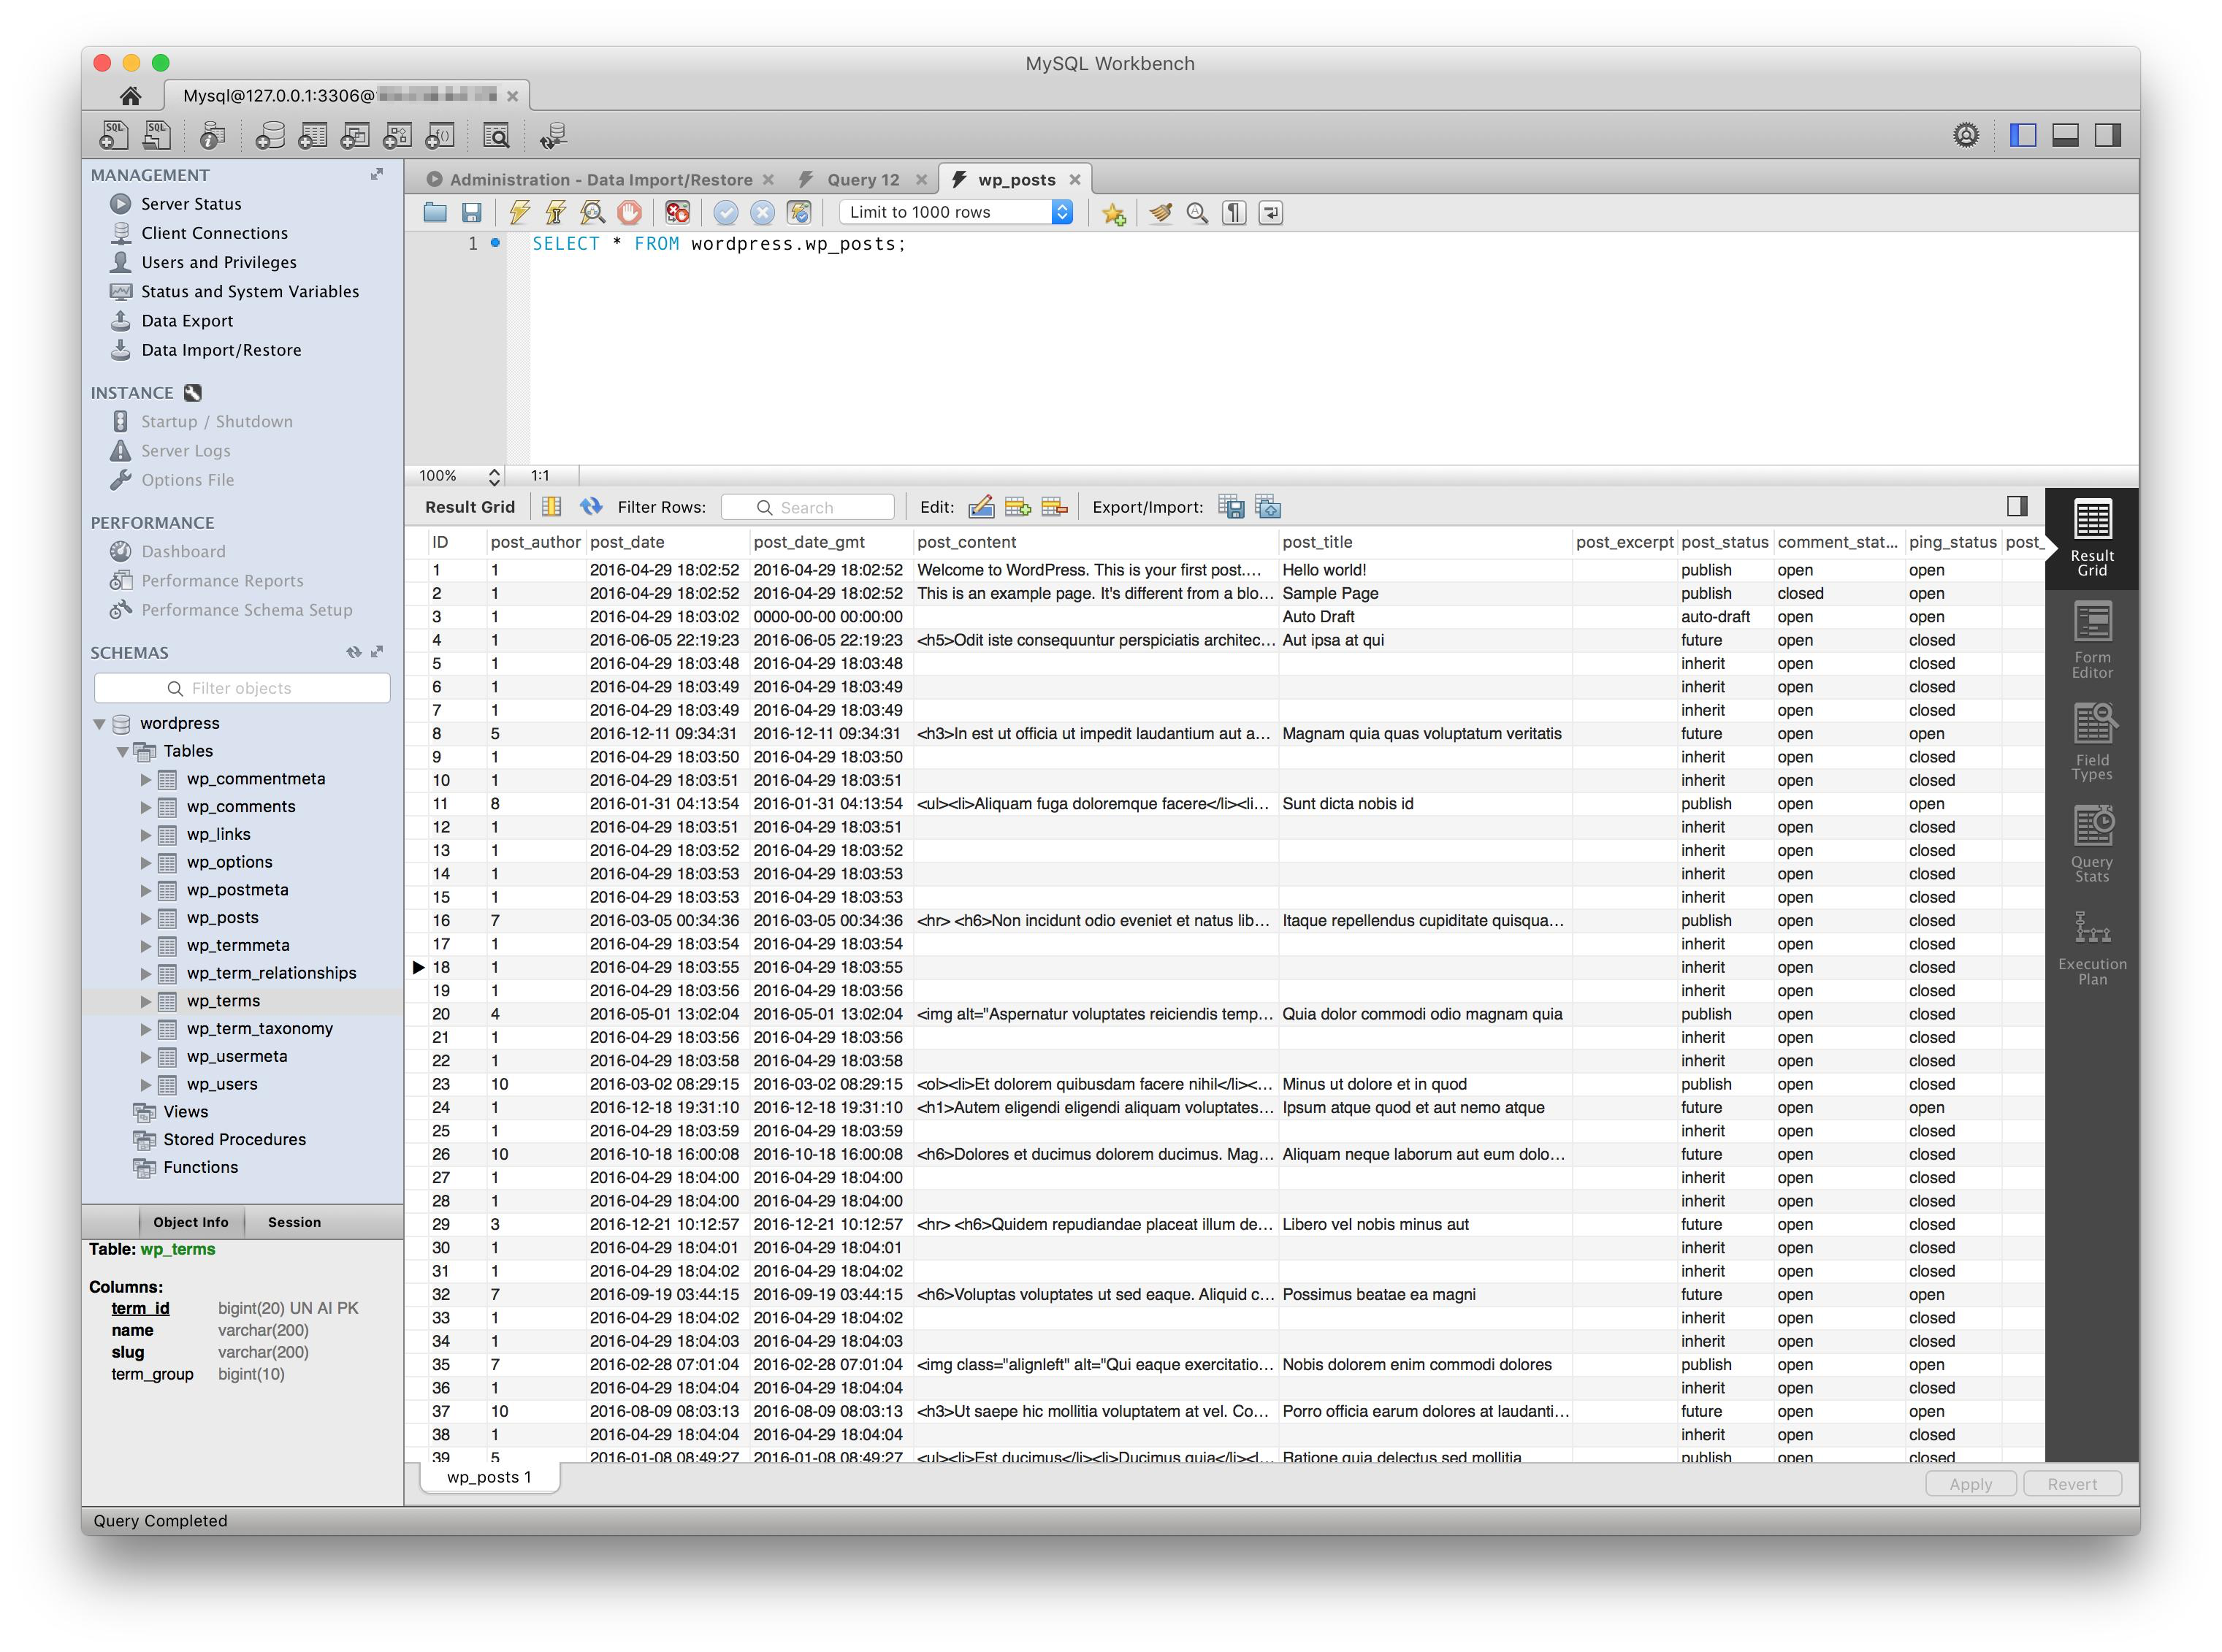 MySQL Workbench
Mysql@127.0.0.1:3306@
MANAGEMENT
Server Status
Client Connections
Users and Privileges
Status and System Variables
Data Export
Data Import/Restore
INSTANCE
Startup / Shutdown
Server Logs
Options File
PERFORMANCE
Dashboard
Performance Reports
Performance Schema Setup
SCHEMAS
Filter objects
wordpress
Tables
wp_commentmeta
wp_comments
wp_links
wp_options
wp_postmeta
wp_posts
wp_termmeta
wp_term_relationships
wp_terms
wp_term_taxonomy
wp_usermeta
wp_users
Views
Stored Procedures
Functions
Object Info Session
Table: wp_terms
Columns:
term_id bigint(20) UN AI PK
name varchar(200)
slug varchar(200)
term_group bigint(10)
Administration - Data Import/Restore Query 12 wp_posts
Limit to 1000 rows
1 SELECT * FROM wordpress.wp_posts;
100% 1:1
Result Grid Filter Rows: Search Edit: Export/Import:
ID post_author post_date post_date_gmt post_content post_title post_excerpt post_status comment_stat... ping_status post_
1 1 2016-04-29 18:02:52 2016-04-29 18:02:52 Welcome to WordPress. This is your first post.... Hello world! publish open open
2 1 2016-04-29 18:02:52 2016-04-29 18:02:52 This is an example page. It's different from a blo... Sample Page publish closed open
3 1 2016-04-29 18:03:02 0000-00-00 00:00:00 Auto Draft auto-draft open open
4 1 2016-06-05 22:19:23 2016-06-05 22:19:23 <h5>Odit iste consequuntur perspiciatis architec... Aut ipsa at qui future open closed
5 1 2016-04-29 18:03:48 2016-04-29 18:03:48 inherit open closed
6 1 2016-04-29 18:03:49 2016-04-29 18:03:49 inherit open closed
7 1 2016-04-29 18:03:49 2016-04-29 18:03:49 inherit open closed
8 5 2016-12-11 09:34:31 2016-12-11 09:34:31 <h3>In est ut officia ut impedit laudantium aut a... Magnam quia quas voluptatum veritatis future open open
9 1 2016-04-29 18:03:50 2016-04-29 18:03:50 inherit open closed
10 1 2016-04-29 18:03:51 2016-04-29 18:03:51 inherit open closed
11 8 2016-01-31 04:13:54 2016-01-31 04:13:54 <ul><li>Aliquam fuga doloremque facere</li><li... Sunt dicta nobis id publish open open
12 1 2016-04-29 18:03:51 2016-04-29 18:03:51 inherit open closed
13 1 2016-04-29 18:03:52 2016-04-29 18:03:52 inherit open closed
14 1 2016-04-29 18:03:53 2016-04-29 18:03:53 inherit open closed
15 1 2016-04-29 18:03:53 2016-04-29 18:03:53 inherit open closed
16 7 2016-03-05 00:34:36 2016-03-05 00:34:36 <hr> <h6>Non incidunt odio eveniet et natus lib... Itaque repellendus cupiditate quisqua... publish open closed
17 1 2016-04-29 18:03:54 2016-04-29 18:03:54 inherit open closed
18 1 2016-04-29 18:03:55 2016-04-29 18:03:55 inherit open closed
19 1 2016-04-29 18:03:56 2016-04-29 18:03:56 inherit open closed
20 4 2016-05-01 13:02:04 2016-05-01 13:02:04 <img alt="Aspernatur voluptates reiciendis temp... Quia dolor commodi odio magnam quia publish open closed
21 1 2016-04-29 18:03:56 2016-04-29 18:03:56 inherit open closed
22 1 2016-04-29 18:03:58 2016-04-29 18:03:58 inherit open closed
23 10 2016-03-02 08:29:15 2016-03-02 08:29:15 <ol><li>Et dolorem quibusdam facere nihil</li><... Minus ut dolore et in quod publish open closed
24 1 2016-12-18 19:31:10 2016-12-18 19:31:10 <h1>Autem eligendi eligendi aliquam voluptates... Ipsum atque quod et aut nemo atque future open open
25 1 2016-04-29 18:03:59 2016-04-29 18:03:59 inherit open closed
26 10 2016-10-18 16:00:08 2016-10-18 16:00:08 <h6>Dolores et ducimus dolorem ducimus. Mag... Aliquam neque laborum aut eum dolo... future open closed
27 1 2016-04-29 18:04:00 2016-04-29 18:04:00 inherit open closed
28 1 2016-04-29 18:04:00 2016-04-29 18:04:00 inherit open closed
29 3 2016-12-21 10:12:57 2016-12-21 10:12:57 <hr> <h6>Quidem repudiandae placeat illum de... Libero vel nobis minus aut future open closed
30 1 2016-04-29 18:04:01 2016-04-29 18:04:01 inherit open closed
31 1 2016-04-29 18:04:02 2016-04-29 18:04:02 inherit open closed
32 7 2016-09-19 03:44:15 2016-09-19 03:44:15 <h6>Voluptas voluptates ut sed eaque. Aliquid c... Possimus beatae ea magni future open open
33 1 2016-04-29 18:04:02 2016-04-29 18:04:02 inherit open closed
34 1 2016-04-29 18:04:03 2016-04-29 18:04:03 inherit open closed
35 7 2016-02-28 07:01:04 2016-02-28 07:01:04 <img class="alignleft" alt="Qui eaque exercitatio... Nobis dolorem enim commodi dolores publish open open
36 1 2016-04-29 18:04:04 2016-04-29 18:04:04 inherit open closed
37 10 2016-08-09 08:03:13 2016-08-09 08:03:13 <h3>Ut saepe hic mollitia voluptatem at vel. Co... Porro officia earum dolores at laudanti... future open open
38 1 2016-04-29 18:04:04 2016-04-29 18:04:04 inherit open closed
39 5 2016-01-08 08:49:27 2016-01-08 08:49:27 <ul><li>Est ducimus</li><li>Ducimus quia</li><l... Ratione quia delectus sed mollitia publish open closed
Result
Grid
Form
Editor
Field
Types
Query
Stats
Execution
Plan
wp_posts 1
Apply Revert
Query Completed